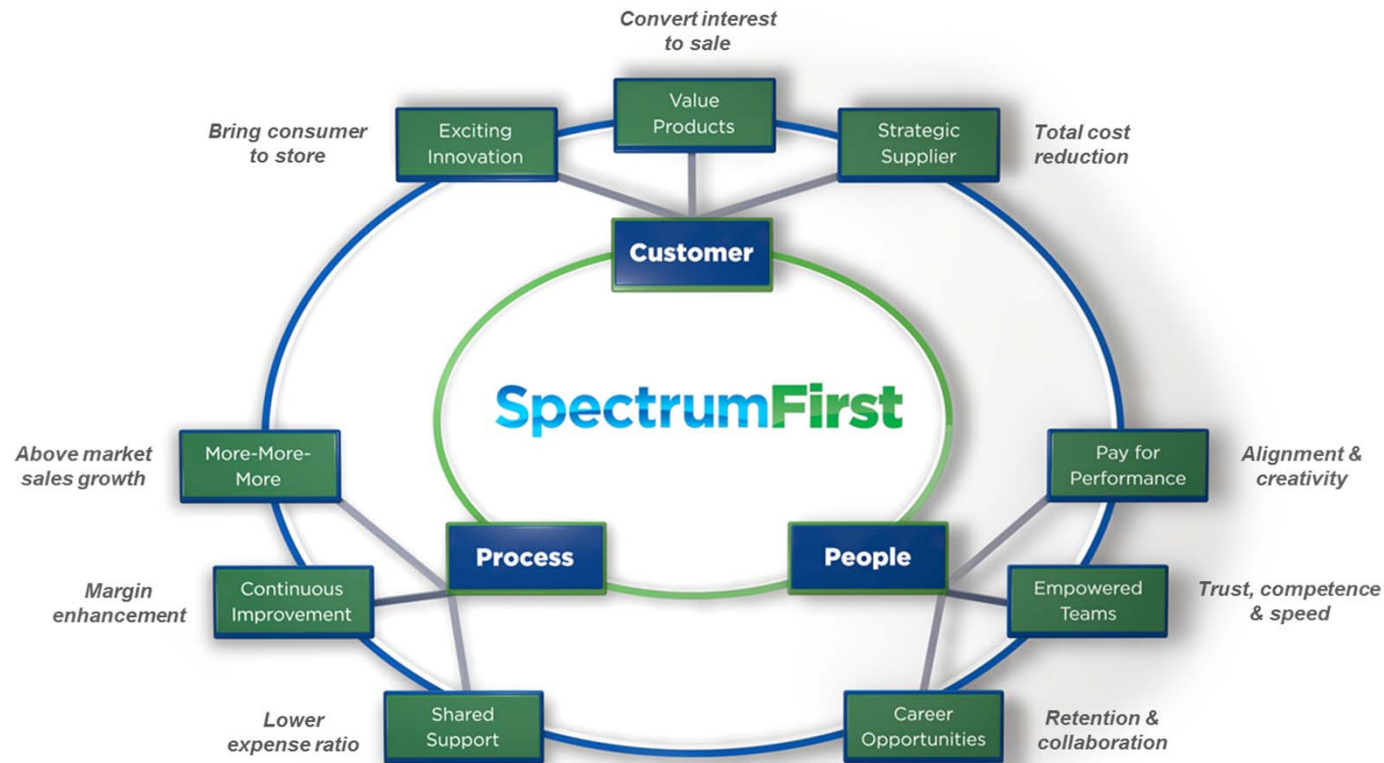 Convert interest
to sale
Bring consumer
to store
Exciting
Innovation
Value
Products
Strategic
Supplier
Total cost
reduction
Customer
SpectrumFirst
Above market
sales growth
More-More-
More
Pay for
Performance
Alignment &
creativity
Process
People
Margin
enhancement
Continuous
Improvement
Empowered
Teams
Trust, competence
& speed
Lower
expense ratio
Shared
Support
Career
Opportunities
Retention &
collaboration